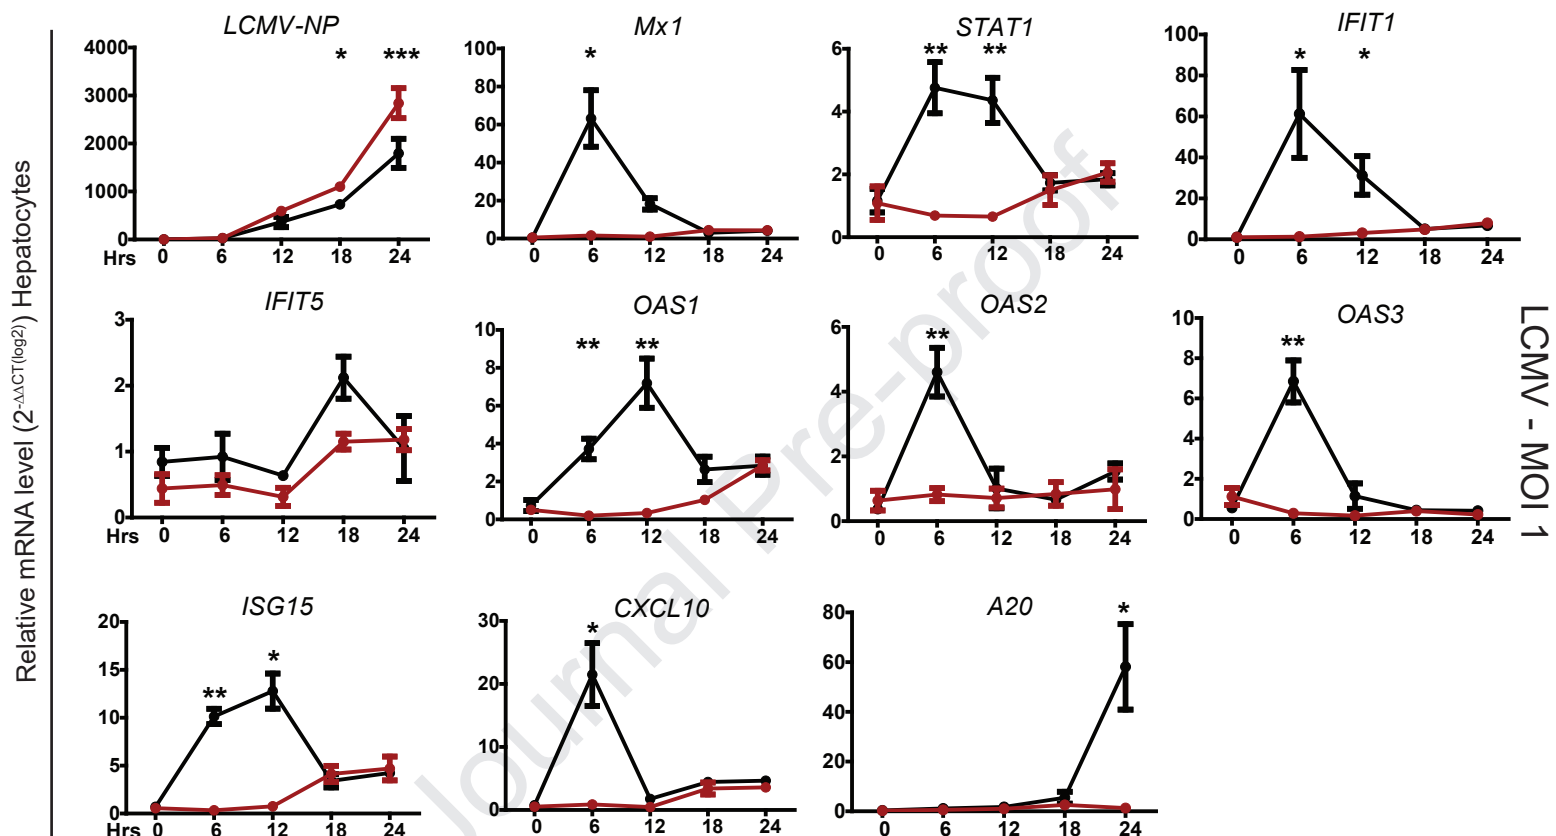 Relative mRNA level (2-ΔΔCT(log2)) Hepatocytes
LCMV-NP
* ***
4000
3000
2000
1000
0
Hrs 0 6 12 18 24
Mx1
*
100
80
60
40
20
0
0 6 12 18 24
STAT1
** **
6
4
2
0
0 6 12 18 24
IFIT1
* *
100
80
60
40
20
0
0 6 12 18 24
IFIT5
3
2
1
0
Hrs 0 6 12 18 24
OAS1
** **
10
8
6
4
2
0
0 6 12 18 24
OAS2
**
6
4
2
0
0 6 12 18 24
OAS3
**
10
8
6
4
2
0
0 6 12 18 24
LCMV - MOI 1
ISG15
** *
20
15
10
5
0
Hrs 0 6 12 18 24
CXCL10
*
30
20
10
0
0 6 12 18 24
A20
*
80
60
40
20
0
0 6 12 18 24
Journal Pre-proof